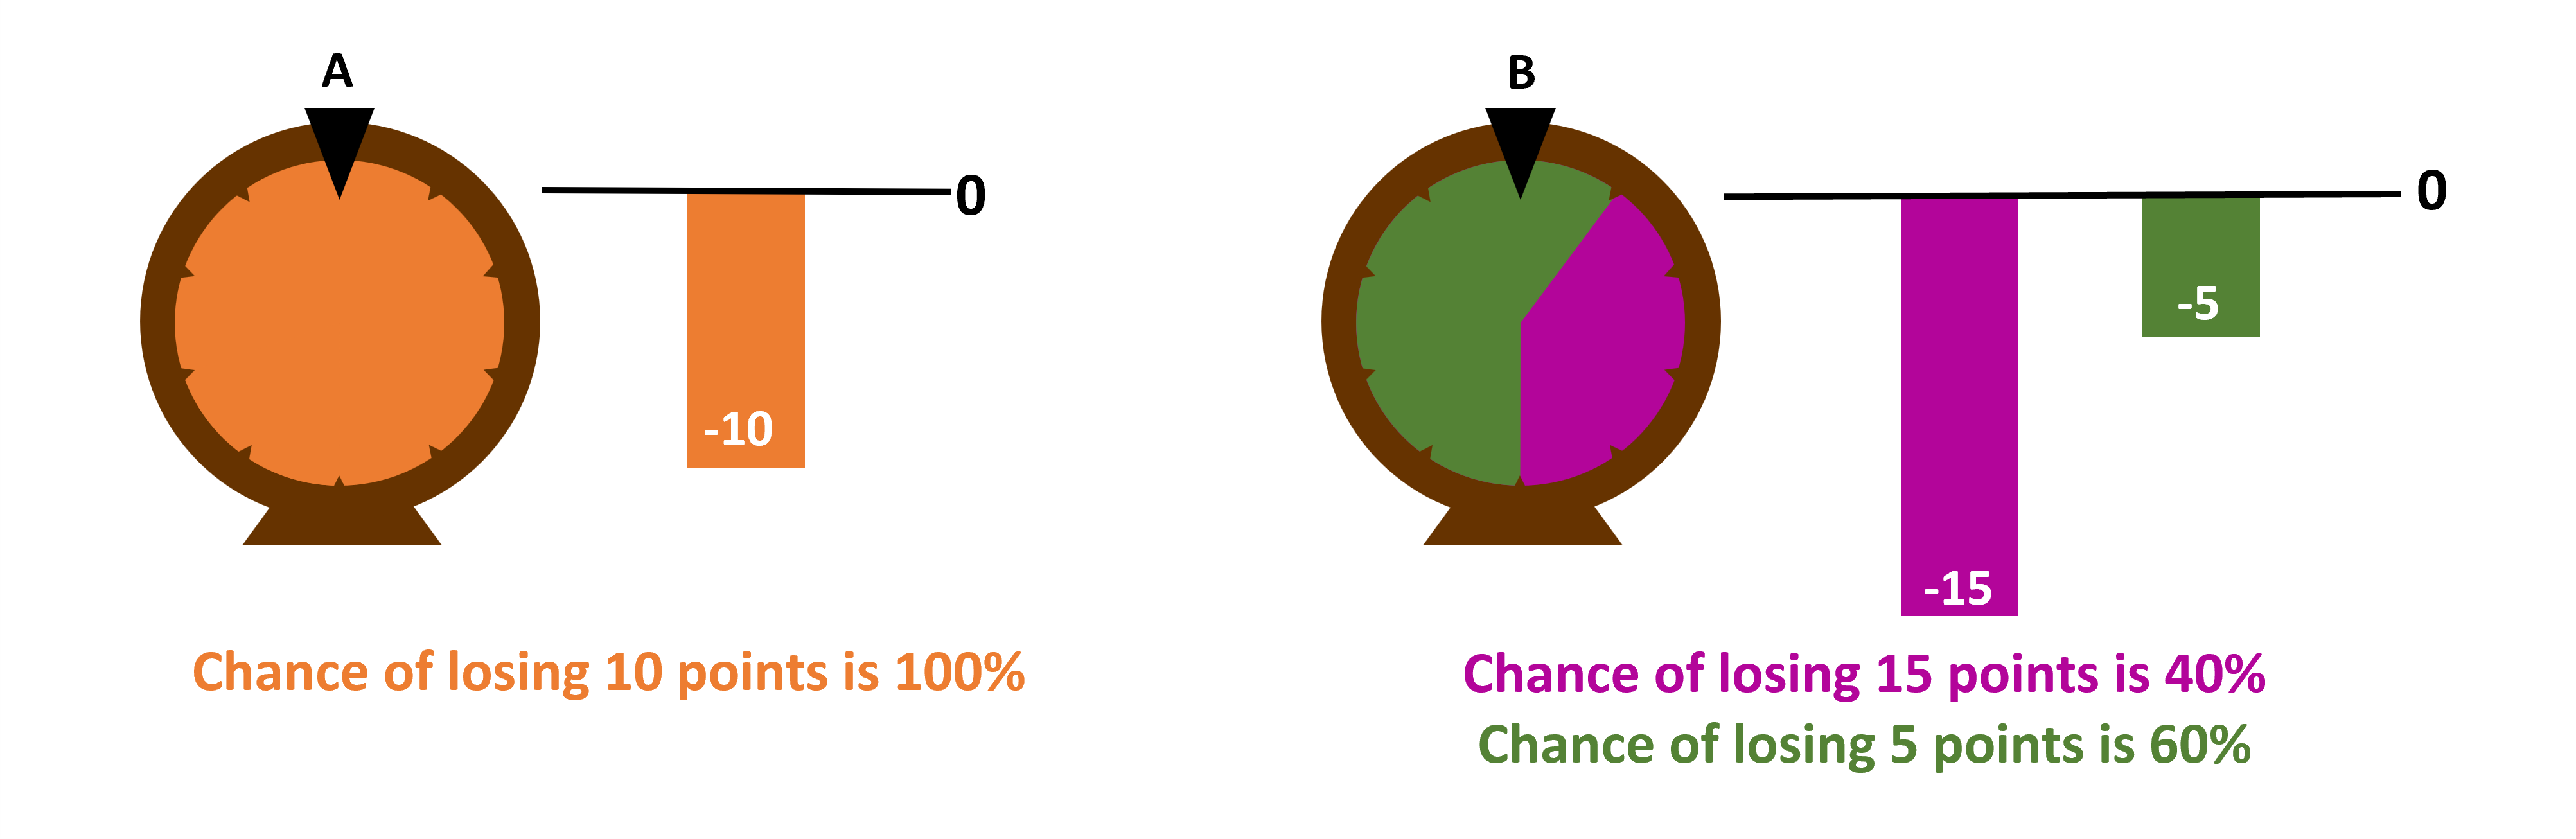 A
0
-10
Chance of losing 10 points is 100%
B
0
-5
-15
Chance of losing 15 points is 40%
Chance of losing 5 points is 60%